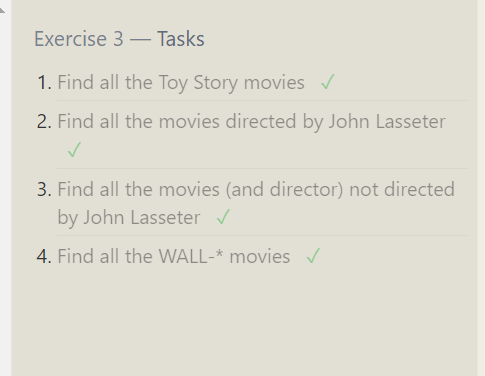 Exercise 3 — Tasks
1. Find all the Toy Story movies ✓
2. Find all the movies directed by John Lasseter
✓
3. Find all the movies (and director) not directed
by John Lasseter ✓
4. Find all the WALL-* movies ✓